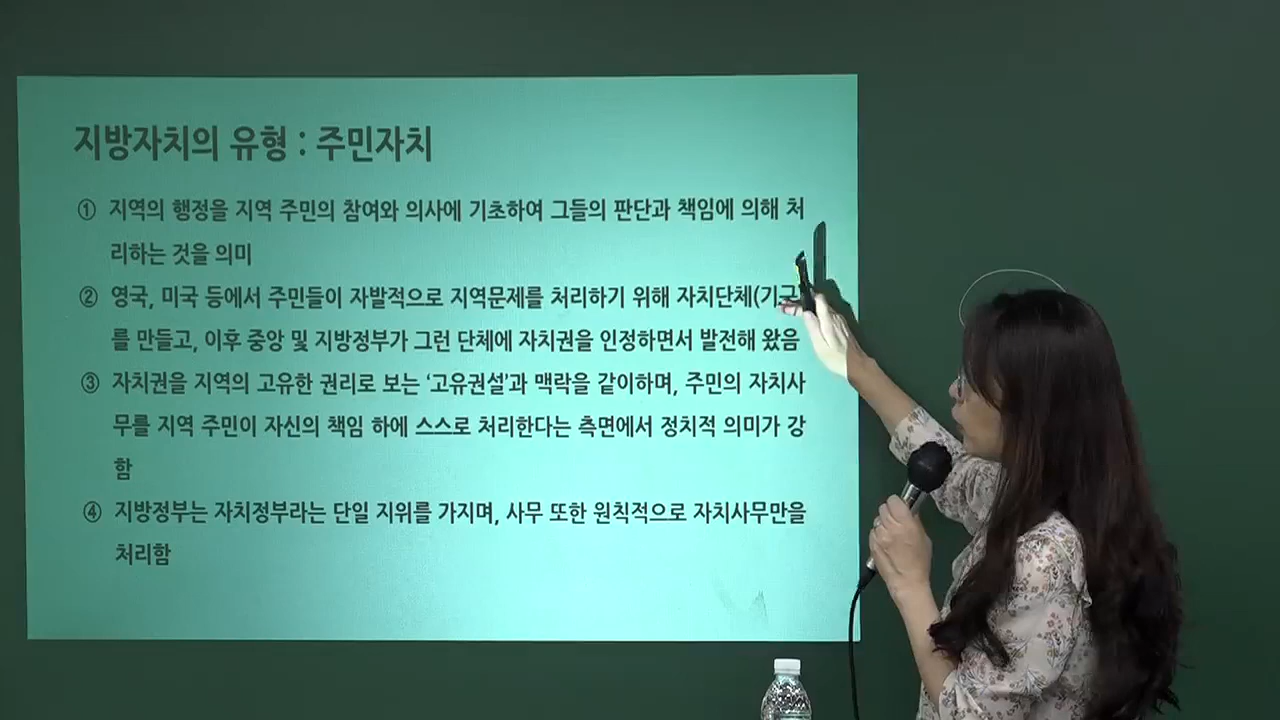 지방자치의 유형 : 주민자치
① 지역의 행정을 지역 주민의 참여와 의사에 기초하여 그들의 판단과 책임에 의해 처
리하는 것을 의미
② 영국, 미국 등에서 주민들이 자발적으로 지역문제를 처리하기 위해 자치단체(기구)
를 만들고, 이후 중앙 및 지방정부가 그런 단체에 자치권을 인정하면서 발전해 왔음
③ 자치권을 지역의 고유한 권리로 보는 ‘고유권설’과 맥락을 같이하며, 주민의 자치사
무를 지역 주민이 자신의 책임 하에 스스로 처리한다는 측면에서 정치적 의미가 강
함
④ 지방정부는 자치정부라는 단일 지위를 가지며, 사무 또한 원칙적으로 자치사무만을
처리함